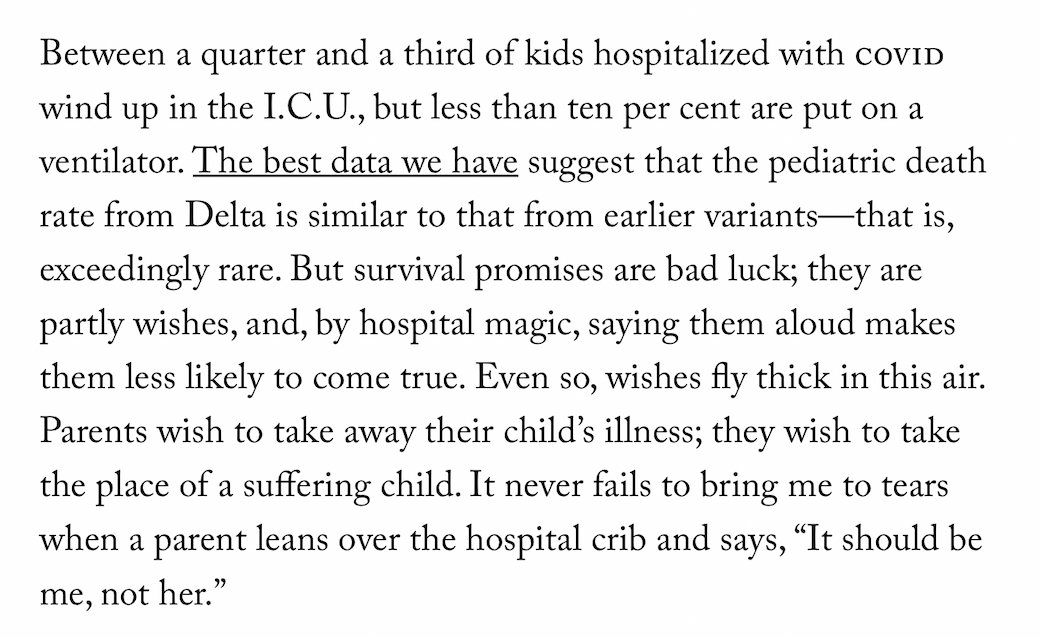 Between a quarter and a third of kids hospitalized with COVID
wind up in the I.C.U., but less than ten per cent are put on a
ventilator. The best data we have suggest that the pediatric death
rate from Delta is similar to that from earlier variants—that is,
exceedingly rare. But survival promises are bad luck; they are
partly wishes, and, by hospital magic, saying them aloud makes
them less likely to come true. Even so, wishes fly thick in this air.
Parents wish to take away their child’s illness; they wish to take
the place of a suffering child. It never fails to bring me to tears
when a parent leans over the hospital crib and says, “It should be
me, not her.”